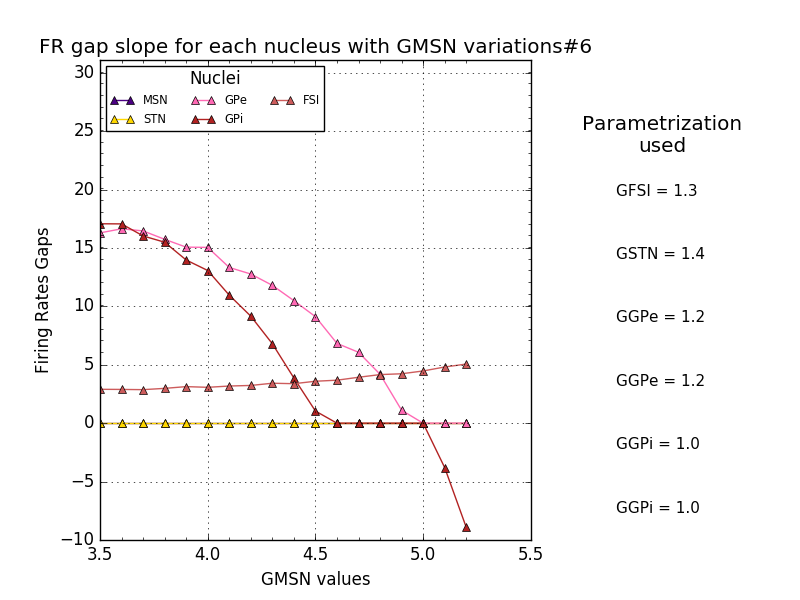 FR gap slope for each nucleus with GMSN variations#6
Nuclei
MSN GPe FSI
STN GPi
30
25
20
15
10
5
0
−5
−10
3.5 4.0 4.5 5.0 5.5
Firing Rates Gaps
GMSN values
Parametrization
used
GFSI = 1.3
GSTN = 1.4
GGPe = 1.2
GGPe = 1.2
GGPi = 1.0
GGPi = 1.0